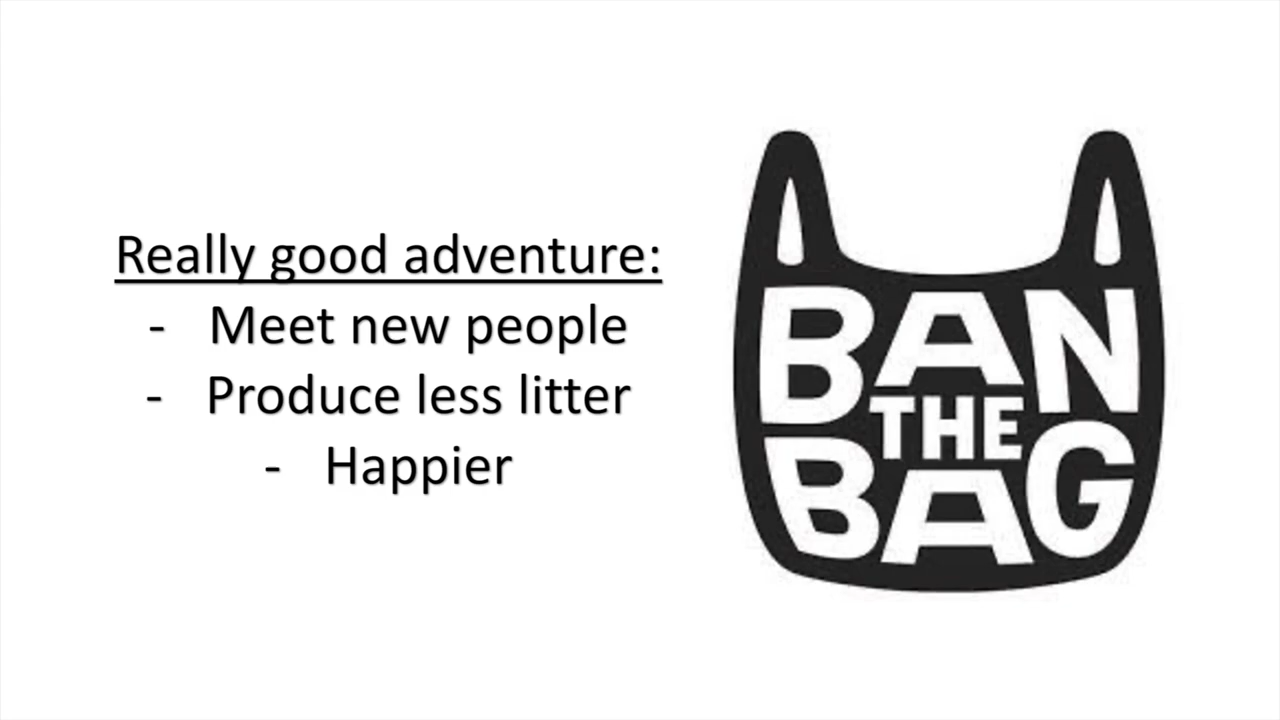 Really good adventure:
- Meet new people
- Produce less litter
- Happier
BAN
THE
BAG